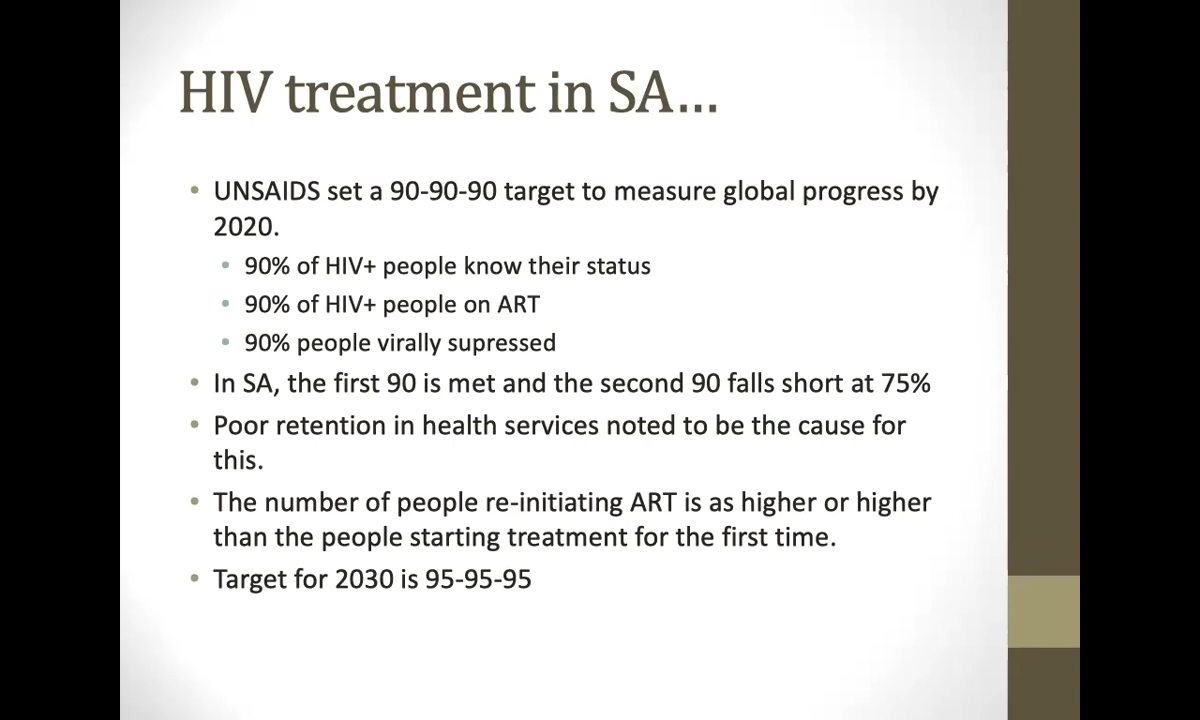 HIV treatment in SA...
• UNSAIDS set a 90-90-90 target to measure global progress by
2020.
• 90% of HIV+ people know their status
• 90% of HIV+ people on ART
• 90% people virally supressed
• In SA, the first 90 is met and the second 90 falls short at 75%
• Poor retention in health services noted to be the cause for
this.
• The number of people re-initiating ART is as higher or higher
than the people starting treatment for the first time.
• Target for 2030 is 95-95-95